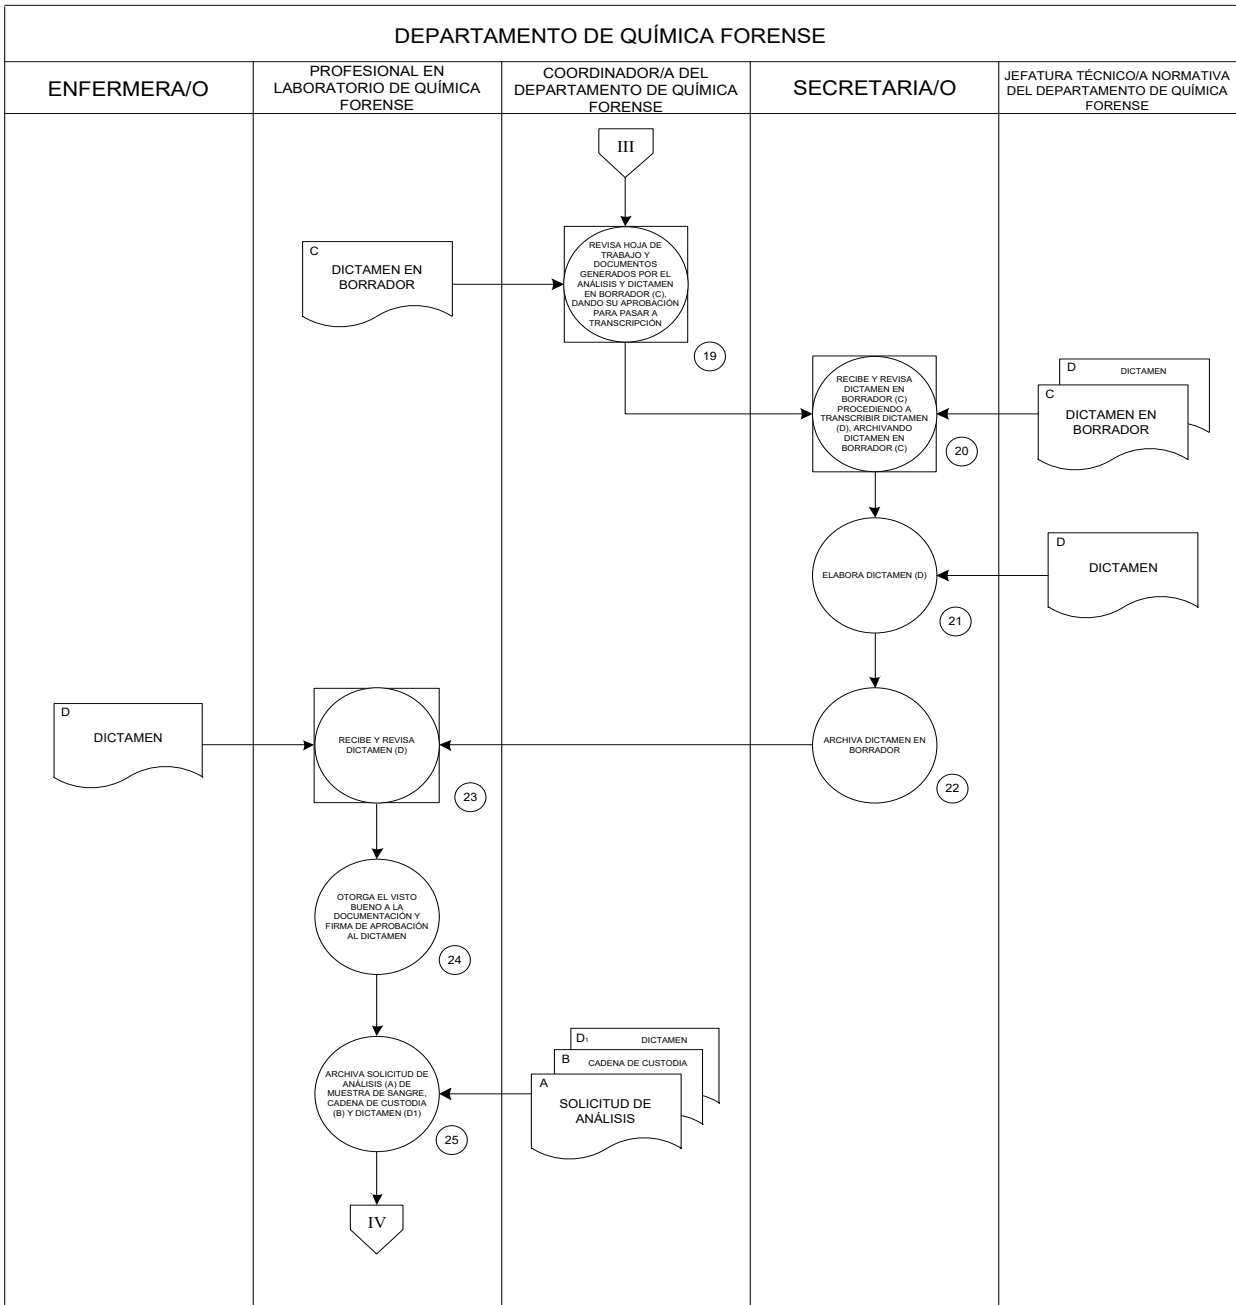 DEPARTAMENTO DE QUÍMICA FORENSE
ENFERMERA/O
PROFESIONAL EN
LABORATORIO DE QUÍMICA
FORENSE
COORDINADOR/A DEL
DEPARTAMENTO DE QUÍMICA
FORENSE
SECRETARIA/O
JEFATURA TÉCNICO/A NORMATIVA
DEL DEPARTAMENTO DE QUÍMICA
FORENSE
III
C
DICTAMEN EN
BORRADOR
REVISA HOJA DE
TRABAJO Y
DOCUMENTOS
GENERADOS POR EL
ANÁLISIS Y DICTAMEN
EN BORRADOR (C),
DANDO SU APROBACIÓN
PARA PASAR A
TRANSCRIPCIÓN
19
RECIBE Y REVISA
DICTAMEN EN
BORRADOR (C)
PROCEDIENDO A
TRANSCRIBIR DICTAMEN
(D), ARCHIVANDO
DICTAMEN EN
BORRADOR (C)
20
D
DICTAMEN
C
DICTAMEN EN
BORRADOR
ELABORA DICTAMEN (D)
21
D
DICTAMEN
D
DICTAMEN
RECIBE Y REVISA
DICTAMEN (D)
23
ARCHIVA DICTAMEN EN
BORRADOR
22
OTORGA EL VISTO
BUENO A LA
DOCUMENTACIÓN Y
FIRMA DE APROBACIÓN
AL DICTAMEN
24
ARCHIVA SOLICITUD DE
ANÁLISIS (A) DE
MUESTRA DE SANGRE,
CADENA DE CUSTODIA
(B) Y DICTAMEN (D1)
25
D1
DICTAMEN
B
CADENA DE CUSTODIA
A
SOLICITUD DE
ANÁLISIS
IV